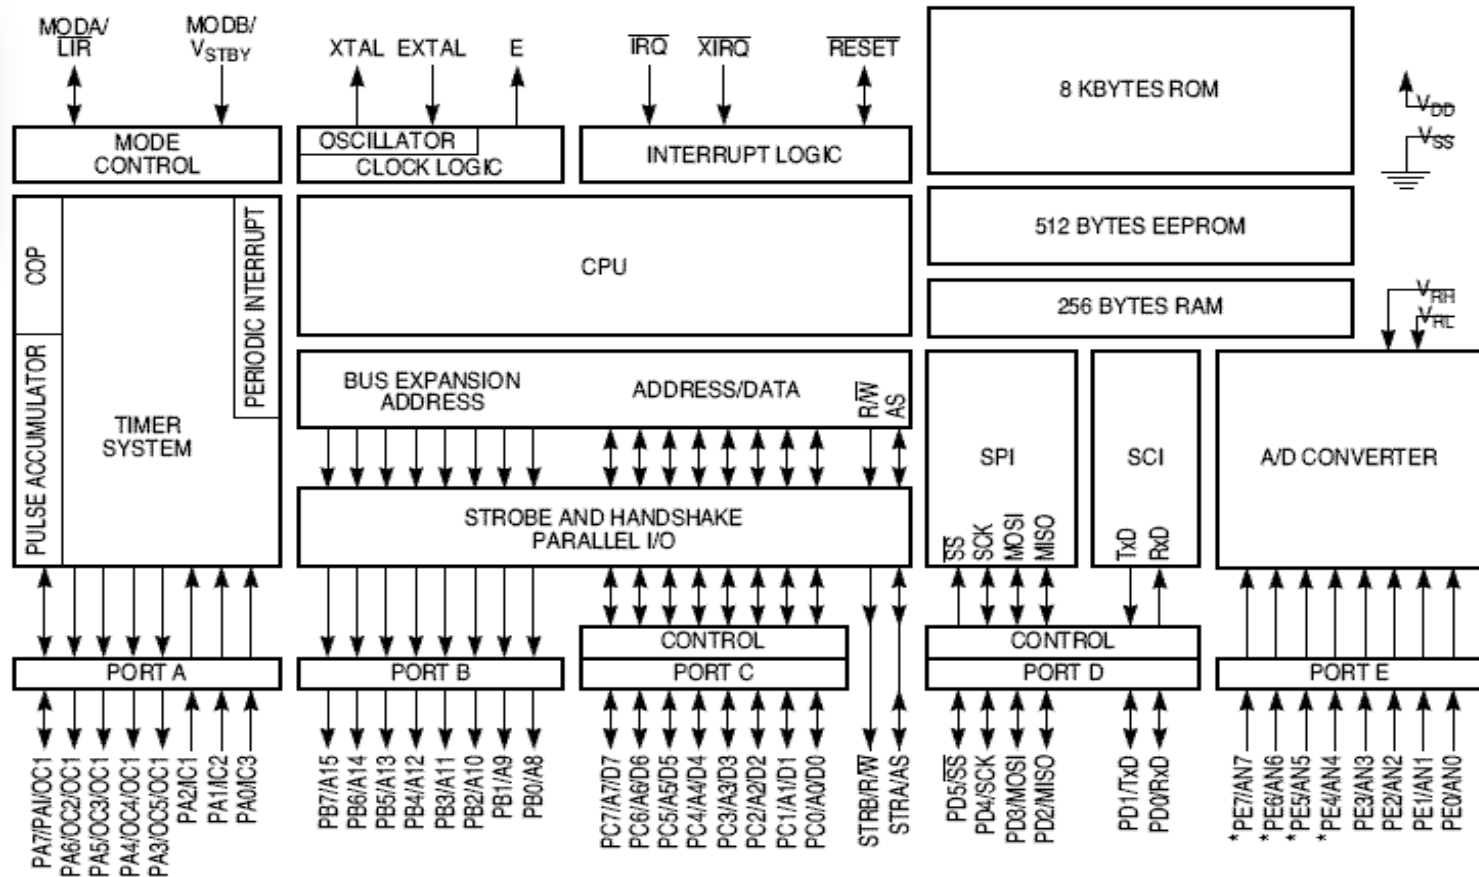 MODA/
LIR
MODB/
VSTBY
XTAL
EXTAL
E
IRQ
XIRQ
RESET
8 KBYTES ROM
VDD
VSS
MODE
CONTROL
OSCILLATOR
CLOCK LOGIC
INTERRUPT LOGIC
COP
PERIODIC INTERRUPT
CPU
512 BYTES EEPROM
256 BYTES RAM
VRH
VRL
PULSE ACCUMULATOR
TIMER
SYSTEM
BUS EXPANSION
ADDRESS
ADDRESS/DATA
R/W
AS
STROBE AND HANDSHAKE
PARALLEL I/O
SPI
SS
SCK
MOSI
MISO
SCI
TxD
RxD
A/D CONVERTER
CONTROL
CONTROL
PORT A
PORT B
PORT C
PORT D
PORT E
PA7/PAI/OC1
PA6/OC2/OC1
PA5/OC3/OC1
PA4/OC4/OC1
PA3/OC5/OC1
PA2/IC1
PA1/IC2
PA0/IC3
PB7/A15
PB6/A14
PB5/A13
PB4/A12
PB3/A11
PB2/A10
PB1/A9
PB0/A8
PC7/A7/D7
PC6/A6/D6
PC5/A5/D5
PC4/A4/D4
PC3/A3/D3
PC2/A2/D2
PC1/A1/D1
PC0/A0/D0
STRB/R/W
STRA/AS
PD5/SS
PD4/SCK
PD3/MOSI
PD2/MISO
PD1/TxD
PD0/RxD
*PE7/AN7
*PE6/AN6
*PE5/AN5
*PE4/AN4
PE3/AN3
PE2/AN2
PE1/AN1
PE0/AN0